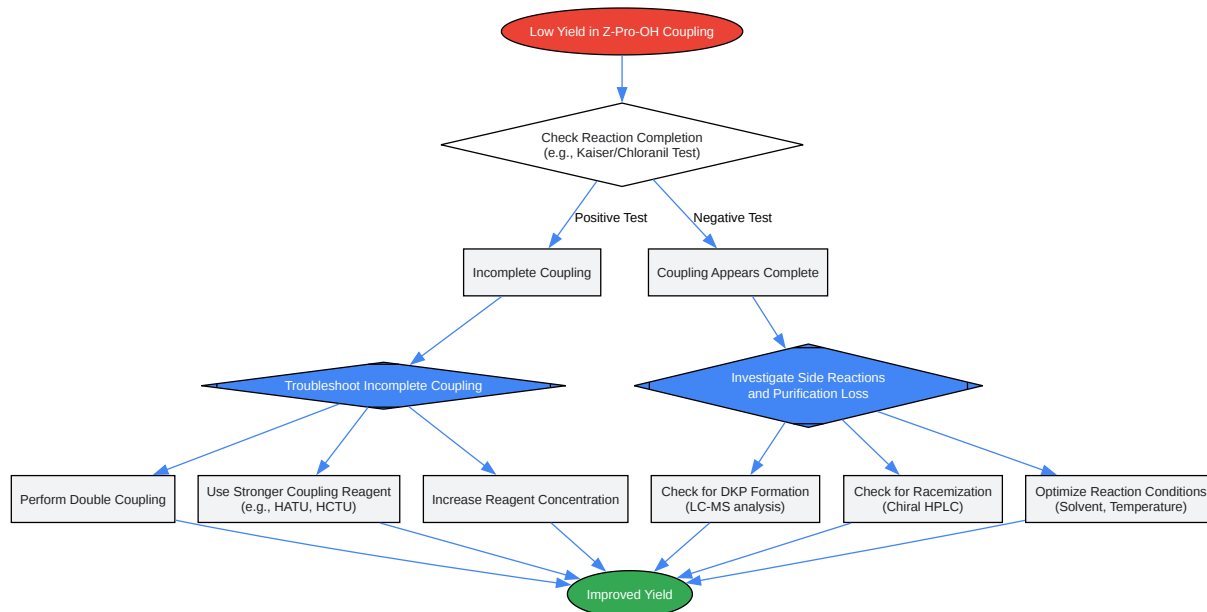 Low Yield in Z-Pro-OH Coupling
Check Reaction Completion
(e.g., Kaiser/Chloranil Test)
Positive Test
Negative Test
Incomplete Coupling
Coupling Appears Complete
Troubleshoot Incomplete Coupling
Investigate Side Reactions
and Purification Loss
Perform Double Coupling
Use Stronger Coupling Reagent
(e.g., HATU, HCTU)
Increase Reagent Concentration
Check for DKP Formation
(LC-MS analysis)
Check for Racemization
(Chiral HPLC)
Optimize Reaction Conditions
(Solvent, Temperature)
Improved Yield